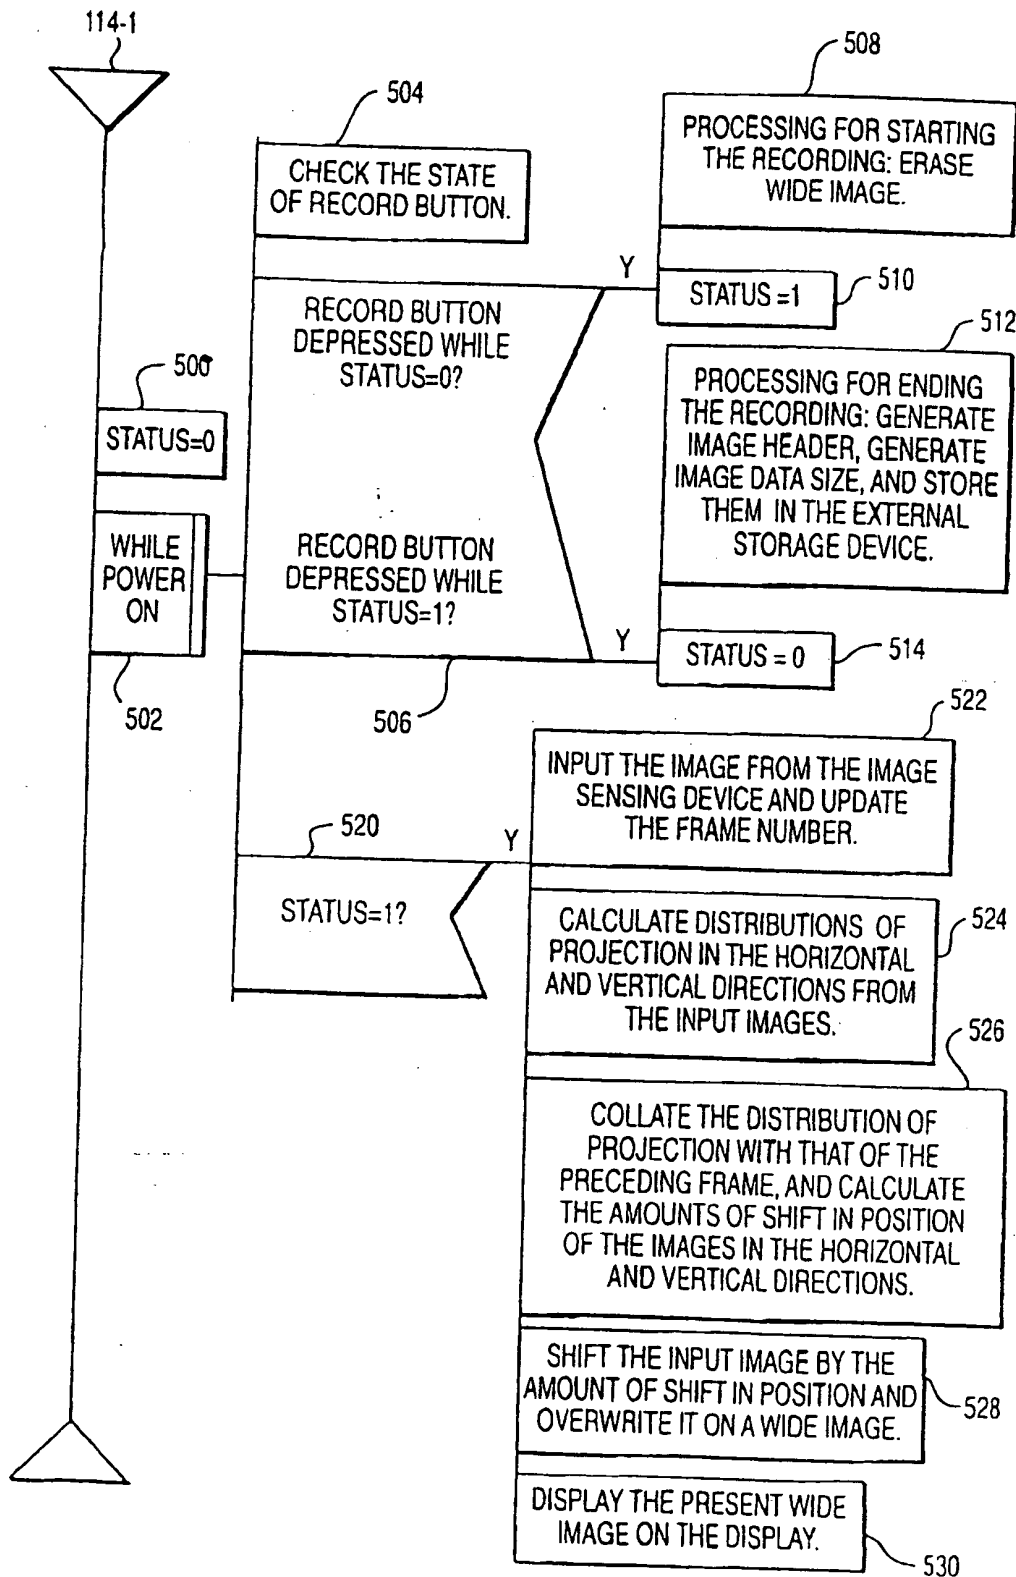 114-1
504
CHECK THE STATE
OF RECORD BUTTON.
508
PROCESSING FOR STARTING
THE RECORDING: ERASE
WIDE IMAGE.
Y
STATUS =1
510
RECORD BUTTON
DEPRESSED WHILE
STATUS=0?
512
PROCESSING FOR ENDING
THE RECORDING: GENERATE
IMAGE HEADER, GENERATE
IMAGE DATA SIZE, AND STORE
THEM IN THE EXTERNAL
STORAGE DEVICE.
500
STATUS=0
WHILE
POWER
ON
502
RECORD BUTTON
DEPRESSED WHILE
STATUS=1?
506
Y
STATUS = 0
514
522
INPUT THE IMAGE FROM THE IMAGE
SENSING DEVICE AND UPDATE
THE FRAME NUMBER.
520
Y
STATUS=1?
524
CALCULATE DISTRIBUTIONS OF
PROJECTION IN THE HORIZONTAL
AND VERTICAL DIRECTIONS FROM
THE INPUT IMAGES.
526
COLLATE THE DISTRIBUTION OF
PROJECTION WITH THAT OF THE
PRECEDING FRAME, AND CALCULATE
THE AMOUNTS OF SHIFT IN POSITION
OF THE IMAGES IN THE HORIZONTAL
AND VERTICAL DIRECTIONS.
SHIFT THE INPUT IMAGE BY THE
AMOUNT OF SHIFT IN POSITION AND
OVERWRITE IT ON A WIDE IMAGE.
528
DISPLAY THE PRESENT WIDE
IMAGE ON THE DISPLAY.
530